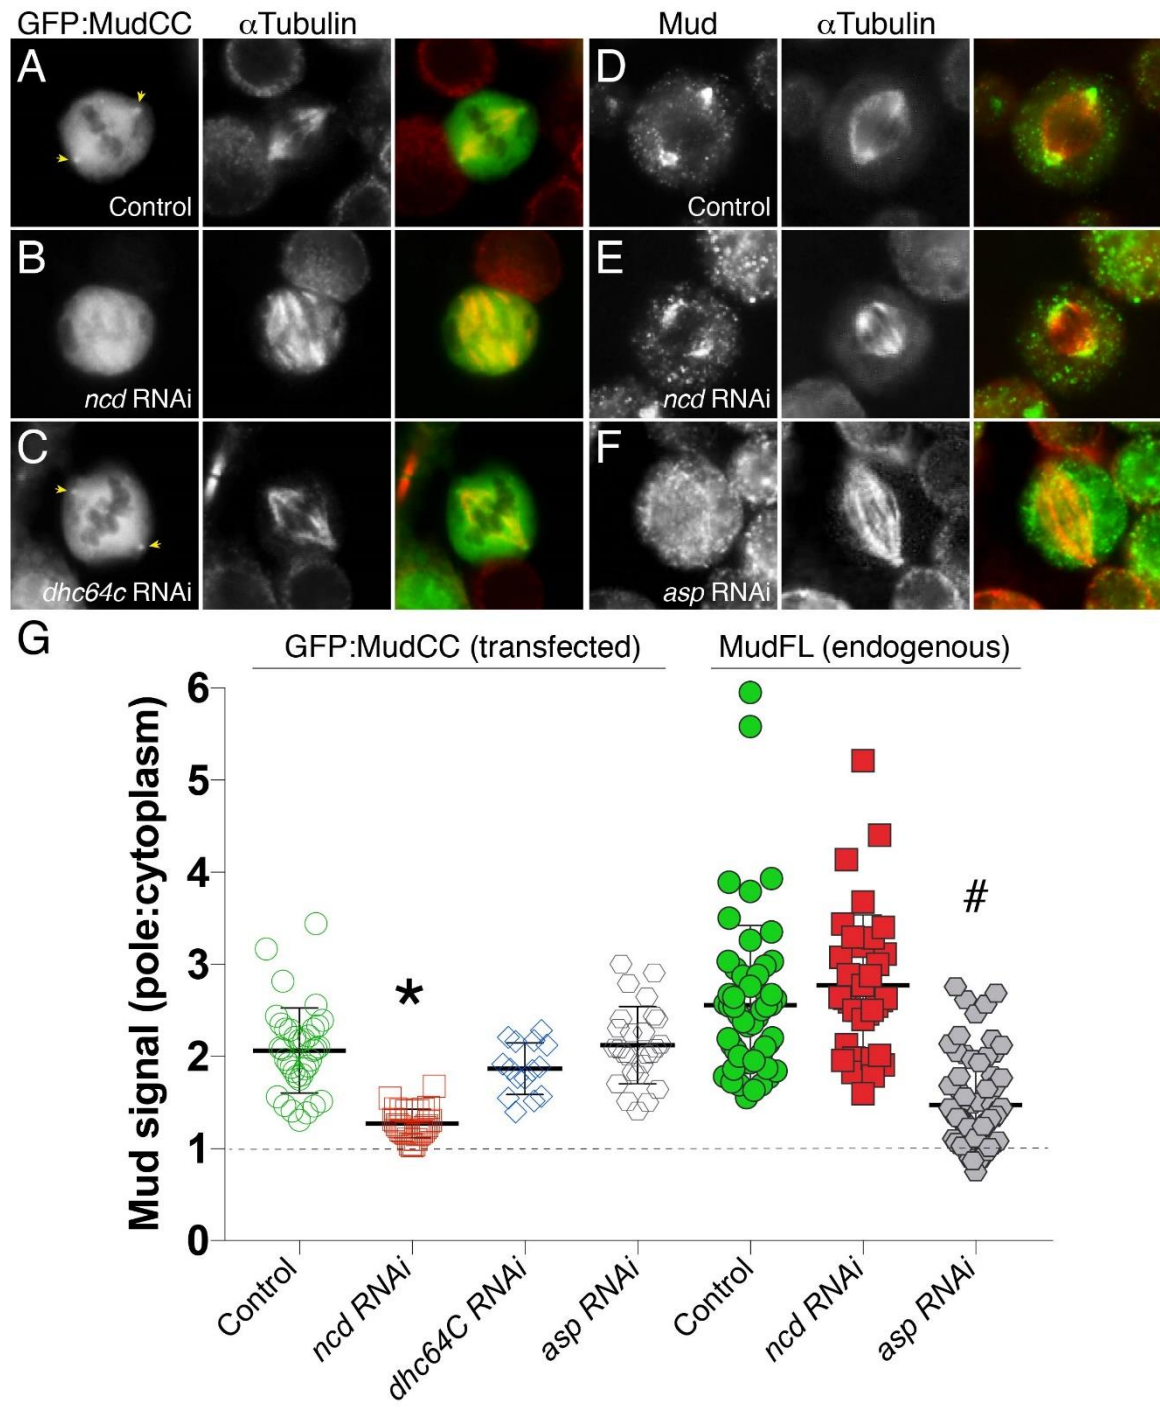 GFP:MudCC αTubulin Mud αTubulin
A D
Control Control
B E
ncd RNAi ncd RNAi
C F
dhc64c RNAi asp RNAi
G
GFP:MudCC (transfected) MudFL (endogenous)
Mud signal (pole:cytoplasm)
6
5
4
3
2
1
0
*
#
Control ncd RNAi dhc64C RNAi asp RNAi Control ncd RNAi asp RNAi